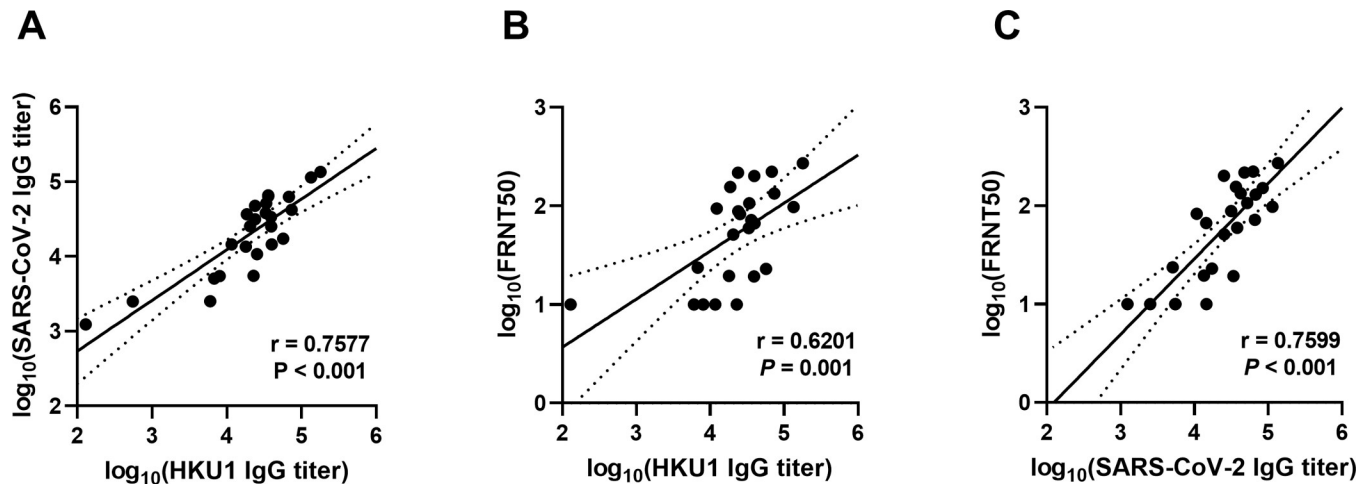 A
log₁₀(SARS-CoV-2 IgG titer)
6
5
4
3
2
r = 0.7577
P < 0.001
2 3 4 5 6
log₁₀(HKU1 IgG titer)
B
log₁₀(FRNT50)
3
2
1
0
r = 0.6201
P = 0.001
2 3 4 5 6
log₁₀(HKU1 IgG titer)
C
log₁₀(FRNT50)
3
2
1
0
r = 0.7599
P < 0.001
2 3 4 5 6
log₁₀(SARS-CoV-2 IgG titer)